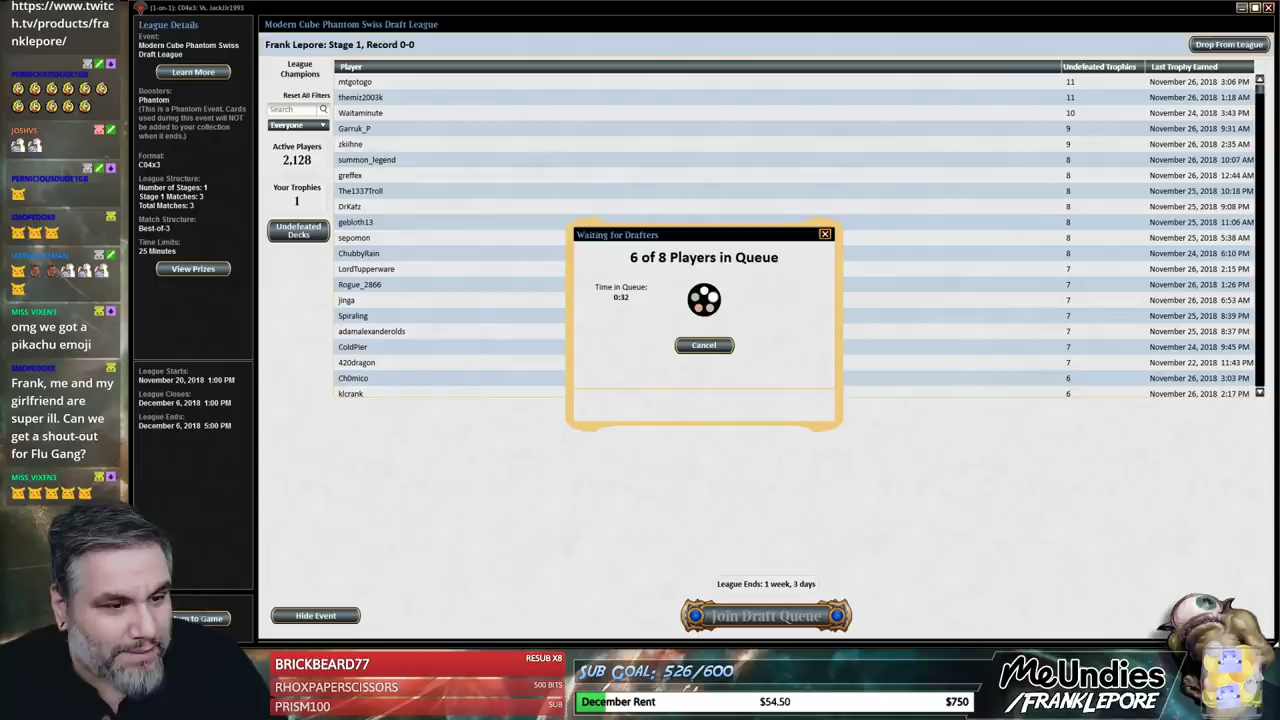 https://www.twitc
h.tv/products/fra
nklepore/
PERNICIOUSDUDE1GB
JOSHVS
PERNICIOUSDUDE1GB
SMOPEDOKE
MISS_VIXEN3
omg we got a
pikachu emoji
SMOPEDOKE
Frank, me and my
girlfriend are
super ill. Can we
get a shout-out
for Flu Gang?
MISS_VIXEN3
(1-on-1): C04x3: Vs. JackJr1993
League Details
Event:
Modern Cube Phantom Swiss
Draft League
Learn More
Boosters:
Phantom
(This is a Phantom Event. Cards
used during this event will NOT
be added to your collection
when it ends.)
Format:
C04x3
League Structure:
Number of Stages: 1
Stage 1 Matches: 3
Total Matches: 3
Match Structure:
Best-of-3
Time Limits:
25 Minutes
View Prizes
League Starts:
November 20, 2018 1:00 PM
League Closes:
December 6, 2018 1:00 PM
League Ends:
December 6, 2018 5:00 PM
to Game
Modern Cube Phantom Swiss Draft League
Frank Lepore: Stage 1, Record 0-0
Drop From League
League
Champions
Reset All Filters
Search
Everyone
Active Players
2,128
Your Trophies
1
Undefeated
Decks
Player Undefeated Trophies Last Trophy Earned
mtgotogo 11 November 26, 2018 3:06 PM
themiz2003k 11 November 26, 2018 1:18 AM
Waitaminute 10 November 24, 2018 3:43 PM
Garruk_P 9 November 26, 2018 9:31 AM
zkiihne 9 November 26, 2018 2:35 AM
summon_legend 8 November 26, 2018 10:07 AM
greffex 8 November 26, 2018 12:44 AM
The1337Troll 8 November 25, 2018 10:18 PM
DrKatz 8 November 25, 2018 9:08 PM
gebloth13 8 November 25, 2018 11:06 AM
sepomon 8 November 25, 2018 5:38 AM
ChubbyRain 8 November 24, 2018 6:10 PM
LordTupperware 7 November 26, 2018 2:15 PM
Rogue_2866 7 November 26, 2018 1:26 PM
jinga 7 November 26, 2018 6:53 AM
Spiraling 7 November 25, 2018 8:39 PM
adamalexanderolds 7 November 25, 2018 8:37 PM
ColdPier 7 November 24, 2018 9:45 PM
420dragon 7 November 22, 2018 11:43 PM
Ch0mico 6 November 26, 2018 3:03 PM
klcrank 6 November 26, 2018 2:17 PM
Waiting for Drafters
6 of 8 Players in Queue
Time in Queue:
0:32
Cancel
League Ends: 1 week, 3 days
Hide Event
Join Draft Queue
BRICKBEARD77 RESUB X8
RHOXPAPERSCISSORS 500 BITS
PRISM100 SUB
SUB GOAL: 526/600
December Rent $54.50 $750
MeUndies
/FRANKLEPORE